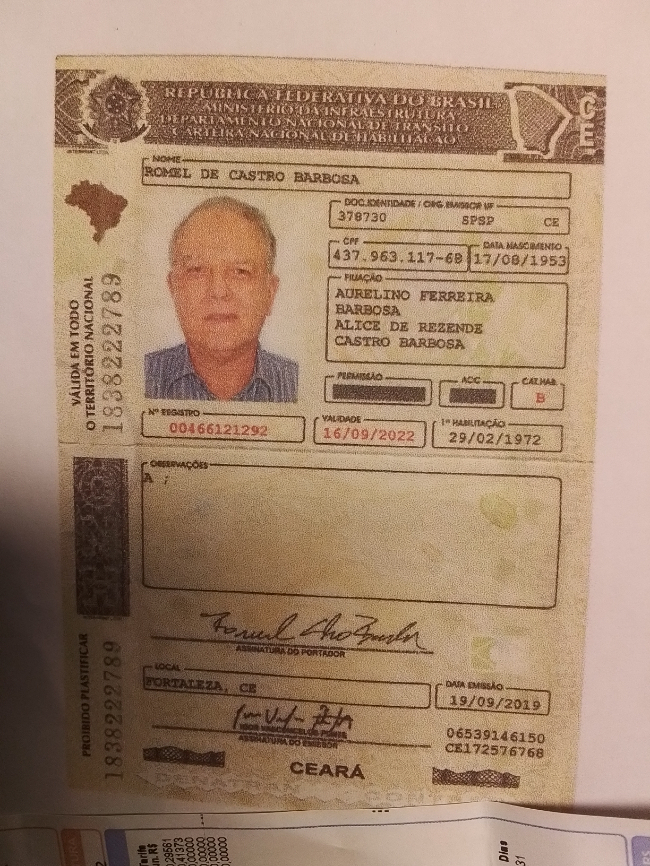 REPÚBLICA FEDERATIVA DO BRASIL
MINISTÉRIO DA INFRAESTRUTURA
DEPARTAMENTO NACIONAL DE TRÂNSITO
CARTEIRA NACIONAL DE HABILITAÇÃO
CE
NOME
ROMEL DE CASTRO BARBOSA
DOC. IDENTIDADE / ORG. EMISSOR UF
378730 SPSP CE
CPF DATA NASCIMENTO
437.963.117-68 17/08/1953
FILIAÇÃO
AURELINO FERREIRA
BARBOSA
ALICE DE REZENDE
CASTRO BARBOSA
PERMISSÃO ACC CAT. HAB.
B
Nº REGISTRO VALIDADE 1ª HABILITAÇÃO
00466121292 16/09/2022 29/02/1972
VÁLIDA EM TODO
O TERRITÓRIO NACIONAL
1838222789
OBSERVAÇÕES
A ;
ASSINATURA DO PORTADOR
LOCAL DATA EMISSÃO
FORTALEZA, CE 19/09/2019
ASSINATURA DO EMISSOR
06539146150
CE172576768
CEARÁ
PROIBIDO PLASTIFICAR
1838222789
DENATRAN CONT
Dias
31